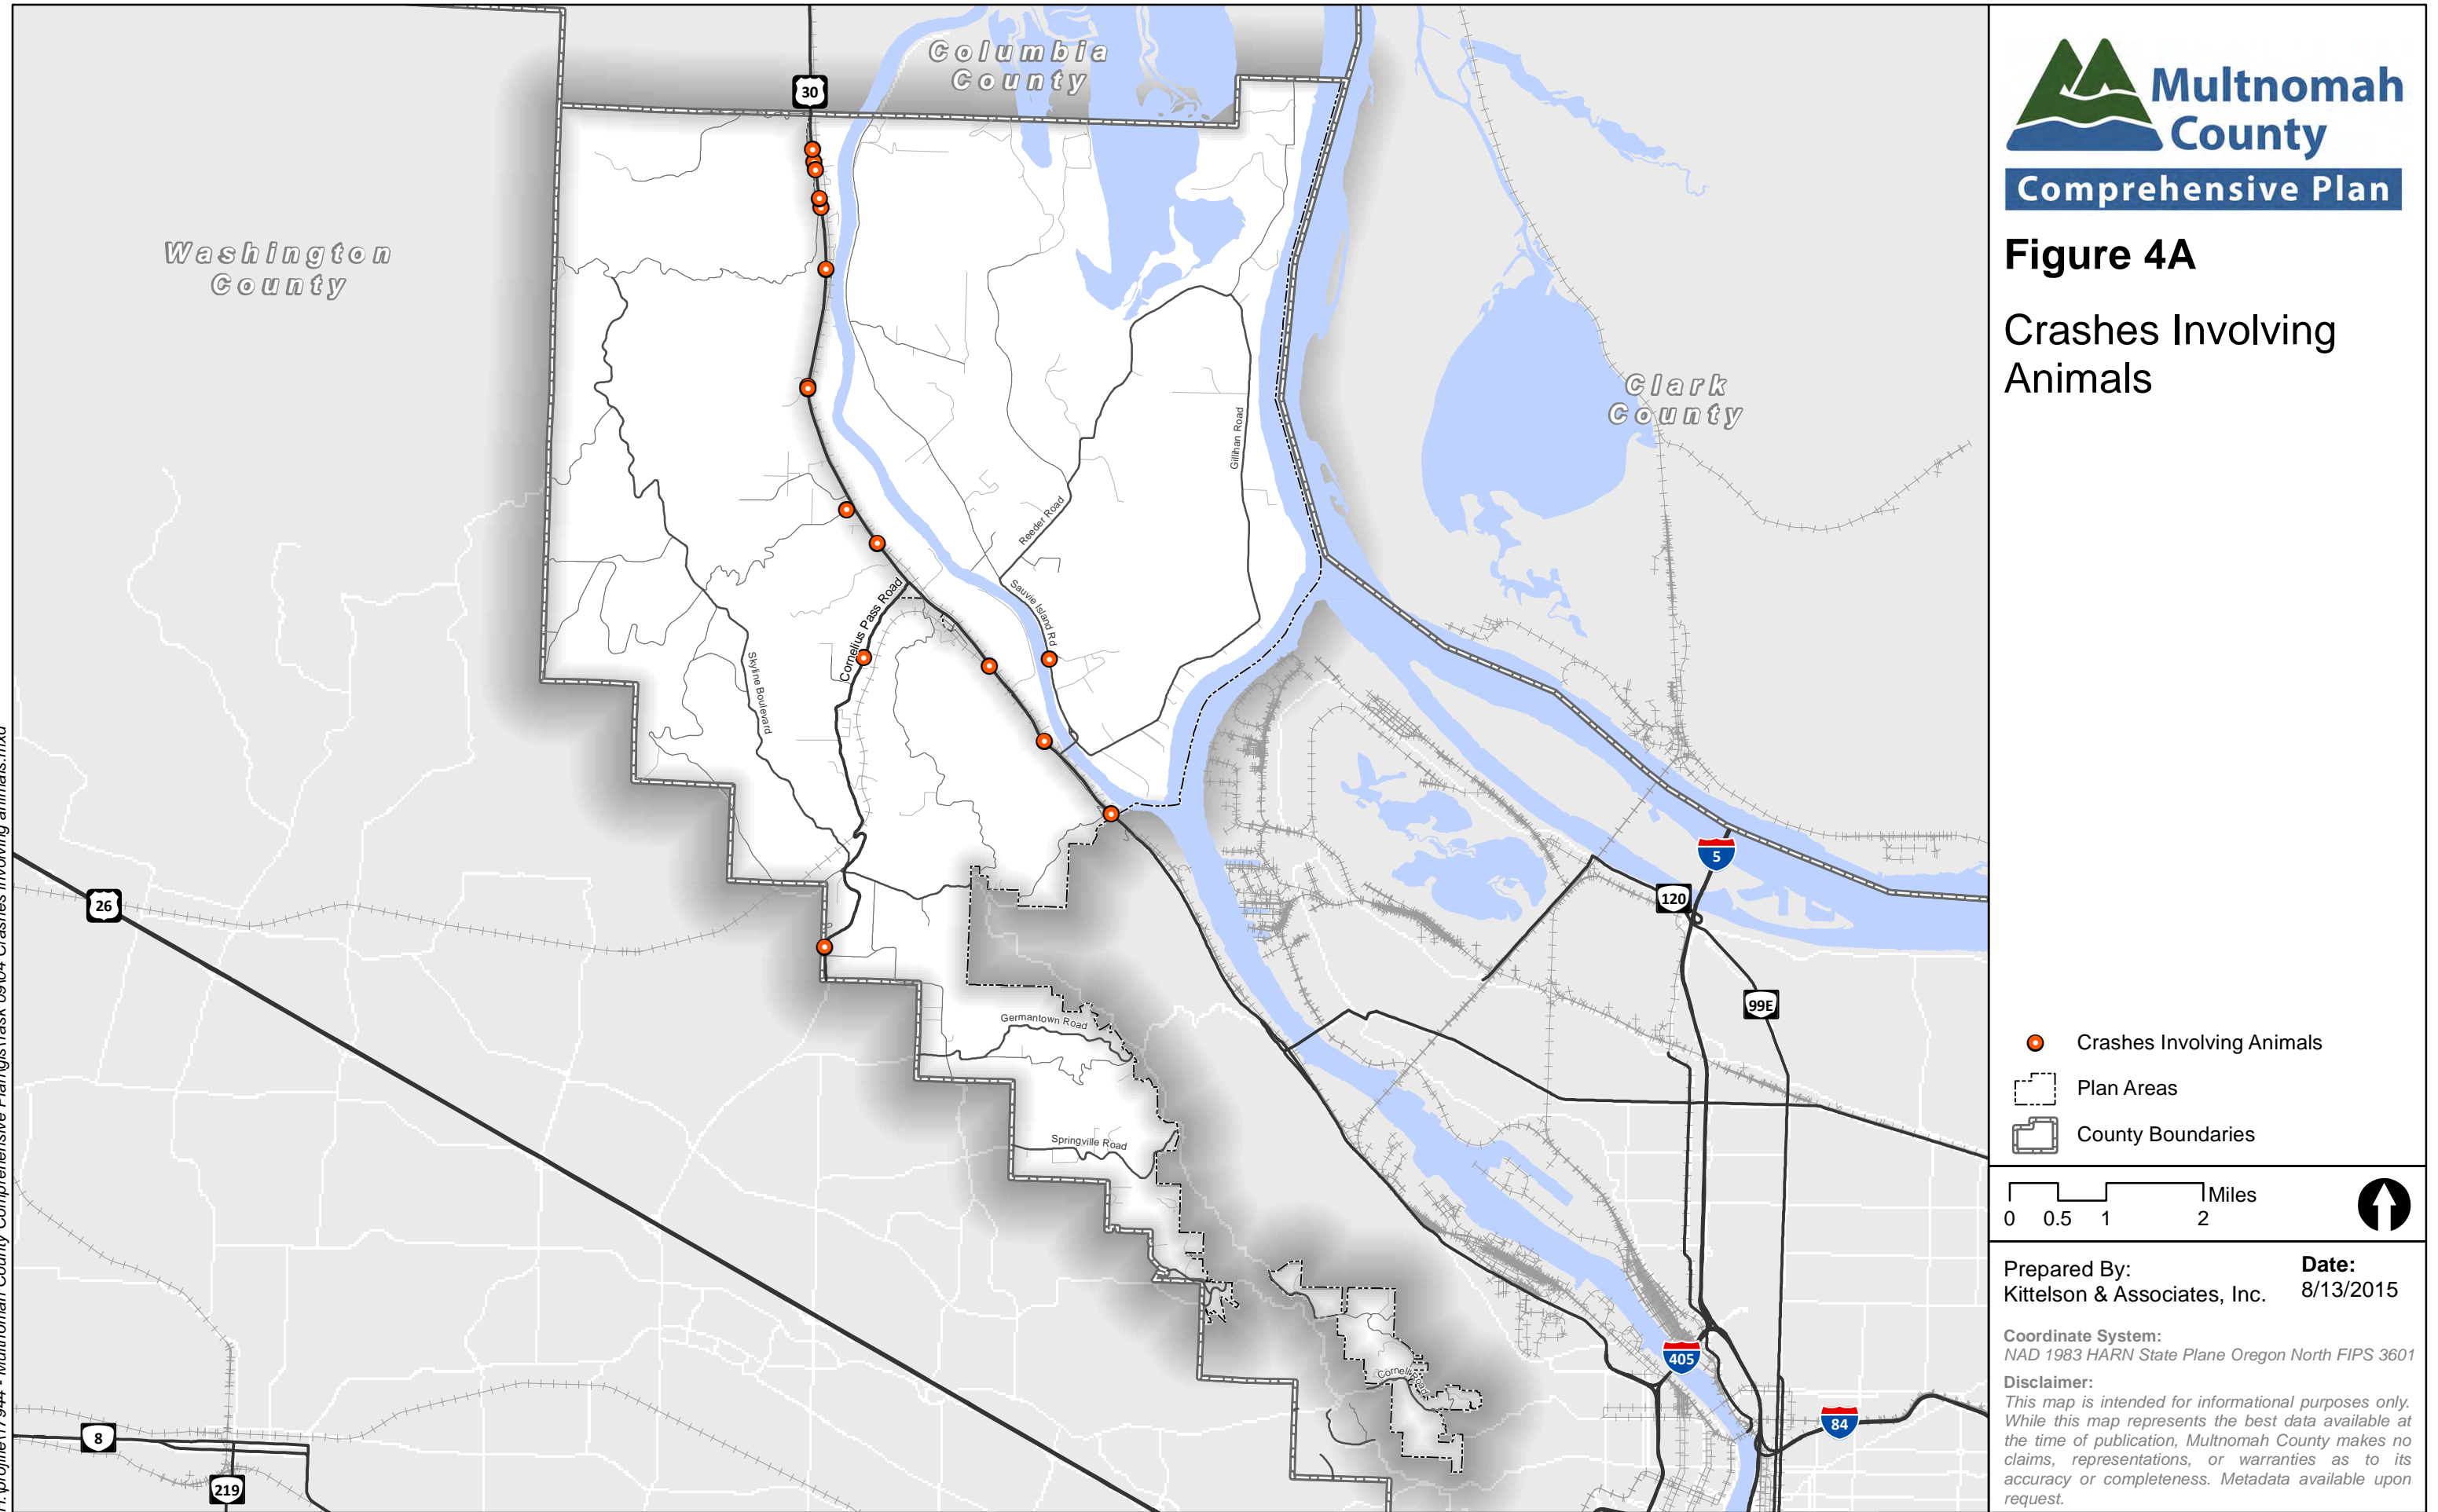 Columbia
County
30
Washington
County
Clark
County
Gillihan Road
Reeder Road
Sauvie Island Rd
Cornelius Pass Road
Skyline Boulevard
26
5
120
99E
Germantown Road
Springville Road
Cornell Road
405
84
8
219
Multnomah
County
Comprehensive Plan
Figure 4A
Crashes Involving
Animals
Crashes Involving Animals
Plan Areas
County Boundaries
Miles
0 0.5 1 2
Prepared By:
Kittelson & Associates, Inc.
Date:
8/13/2015
Coordinate System:
NAD 1983 HARN State Plane Oregon North FIPS 3601
Disclaimer:
This map is intended for informational purposes only.
While this map represents the best data available at
the time of publication, Multnomah County makes no
claims, representations, or warranties as to its
accuracy or completeness. Metadata available upon
request.